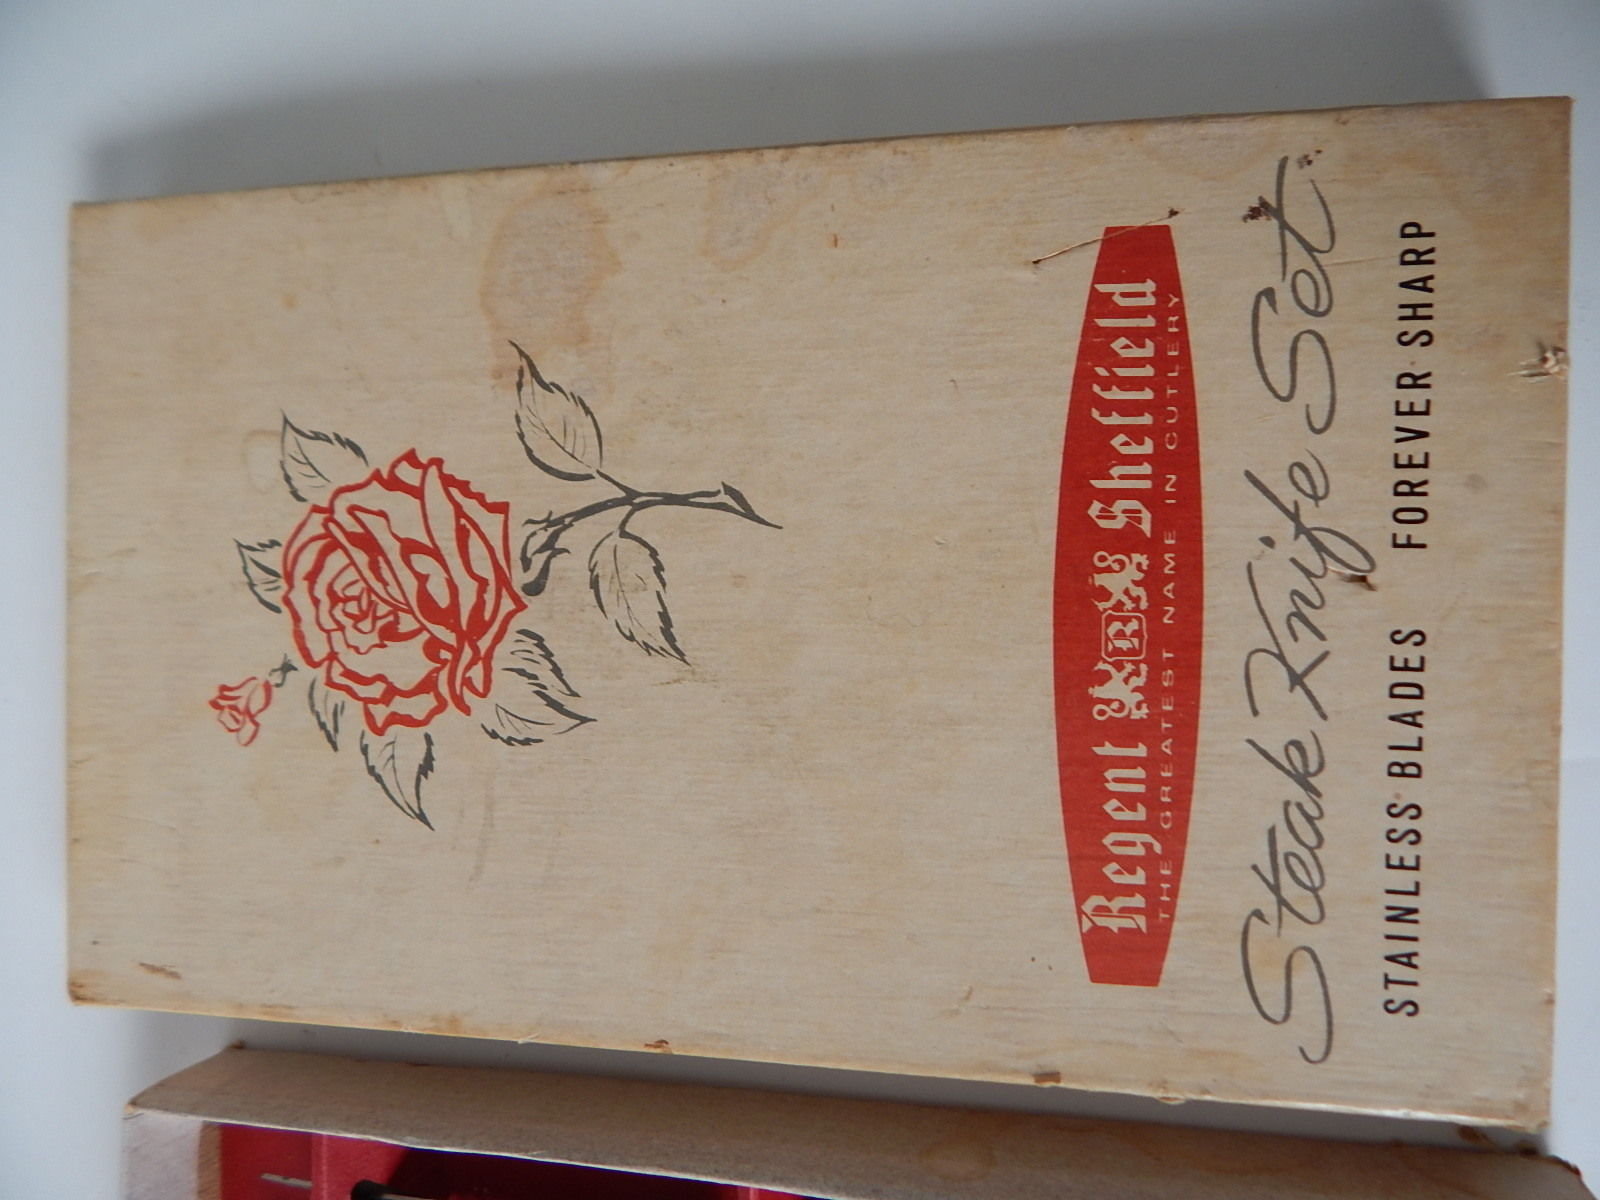 Regent R Sheffield
THE GREATEST NAME IN CUTLERY
Steak Knife Set
STAINLESS BLADES FOREVER SHARP